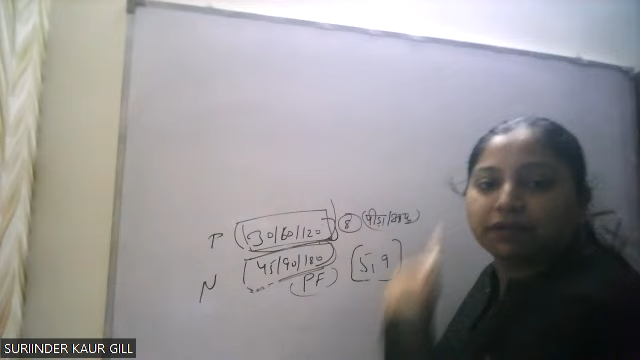 P (30/60/120) 8 (पीड़ा/
N 45/90/180 [5,9]
(PF)
SURIINDER KAUR GILL